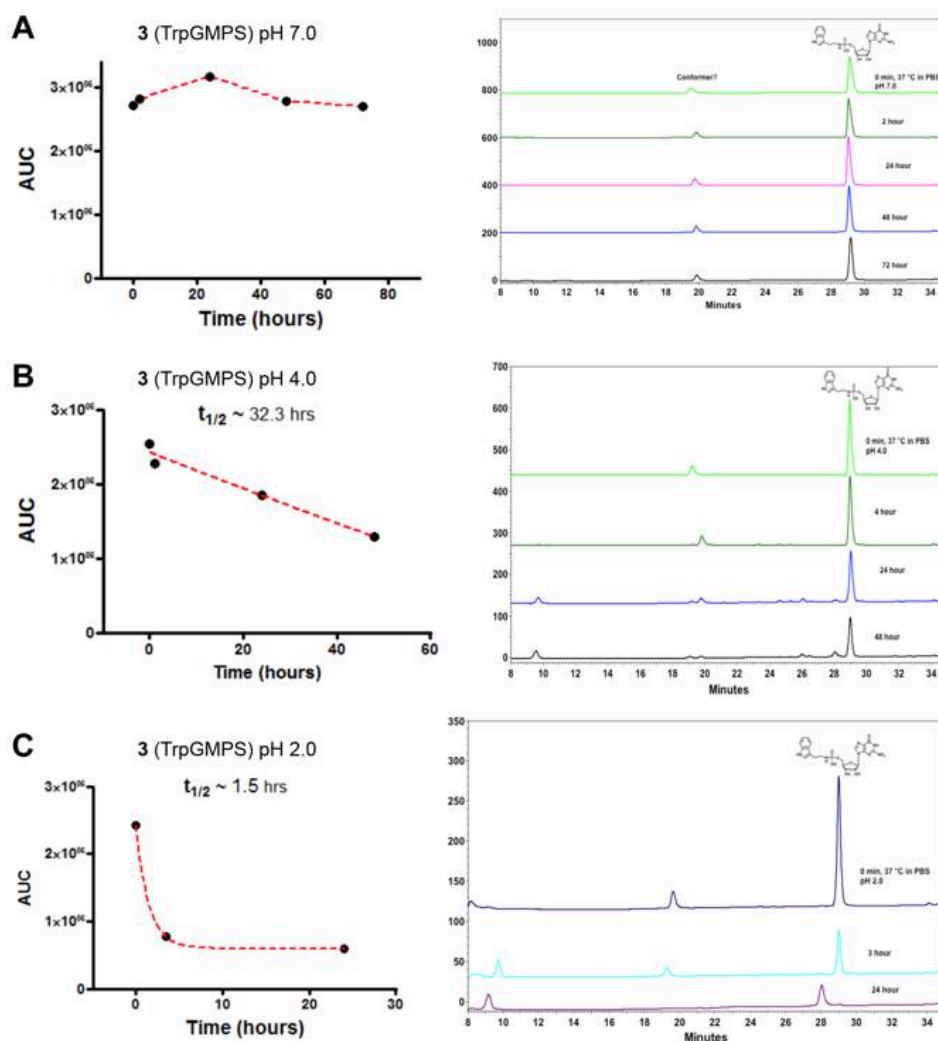 A
3 (TrpGMPS) pH 7.0
3×10⁰⁶
2×10⁰⁶
1×10⁰⁶
0
AUC
0 20 40 60 80
Time (hours)
1000
800
600
400
200
0
Conformer?
0 min, 37 °C in PBS
pH 7.0
2 hour
24 hour
48 hour
72 hour
8 10 12 14 16 18 20 22 24 26 28 30 32 34
Minutes
B
3 (TrpGMPS) pH 4.0
t1/2 ~ 32.3 hrs
3×10⁰⁶
2×10⁰⁶
1×10⁰⁶
0
AUC
0 20 40 60
Time (hours)
700
600
500
400
300
200
100
0
0 min, 37 °C in PBS
pH 4.0
4 hour
24 hour
48 hour
8 10 12 14 16 18 20 22 24 26 28 30 32 34
Minutes
C
3 (TrpGMPS) pH 2.0
t1/2 ~ 1.5 hrs
3×10⁰⁶
2×10⁰⁶
1×10⁰⁶
0
AUC
0 10 20 30
Time (hours)
350
300
250
200
150
100
50
0
0 min, 37 °C in PBS
pH 2.0
3 hour
24 hour
8 10 12 14 16 18 20 22 24 26 28 30 32 34
Minutes